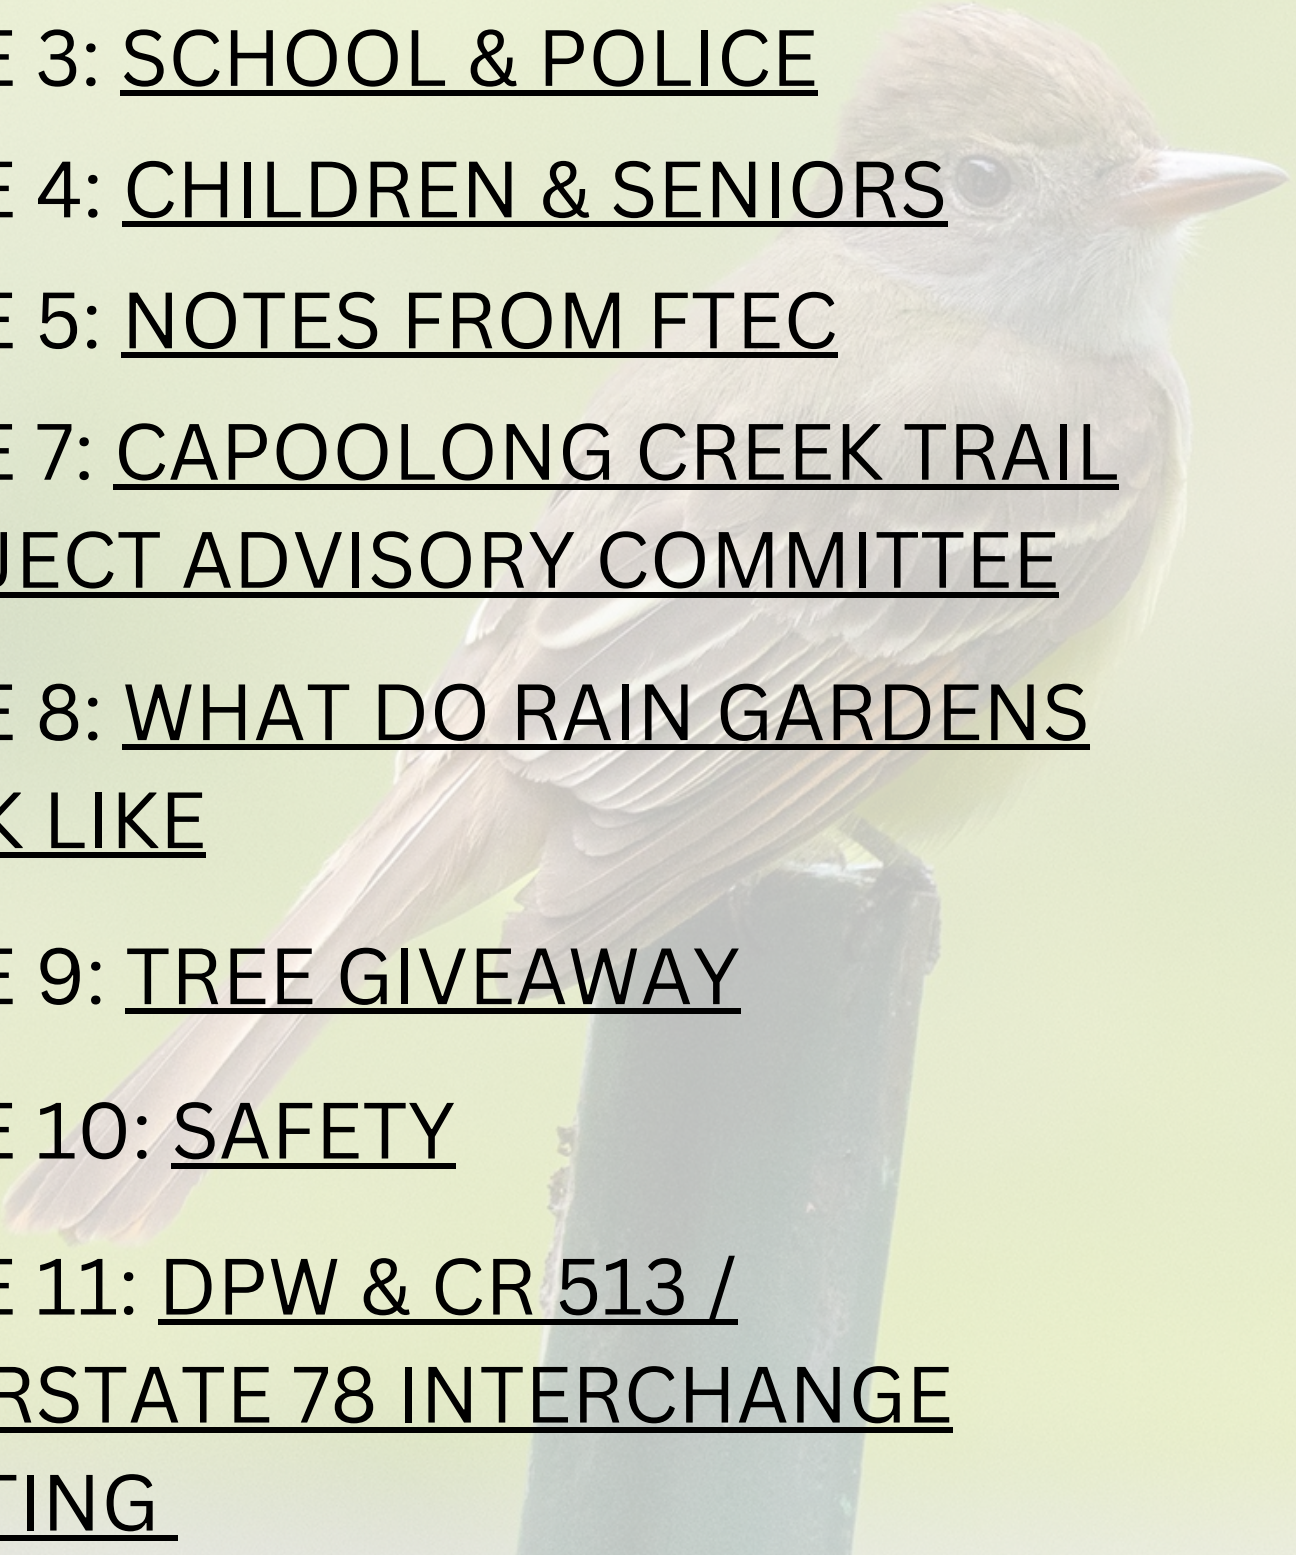 E 3: SCHOOL & POLICE
E 4: CHILDREN & SENIORS
E 5: NOTES FROM FTEC
E 7: CAPOOLONG CREEK TRAIL
JECT ADVISORY COMMITTEE
E 8: WHAT DO RAIN GARDENS
K LIKE
E 9: TREE GIVEAWAY
E 10: SAFETY
E 11: DPW & CR 513 /
RSTATE 78 INTERCHANGE
TING